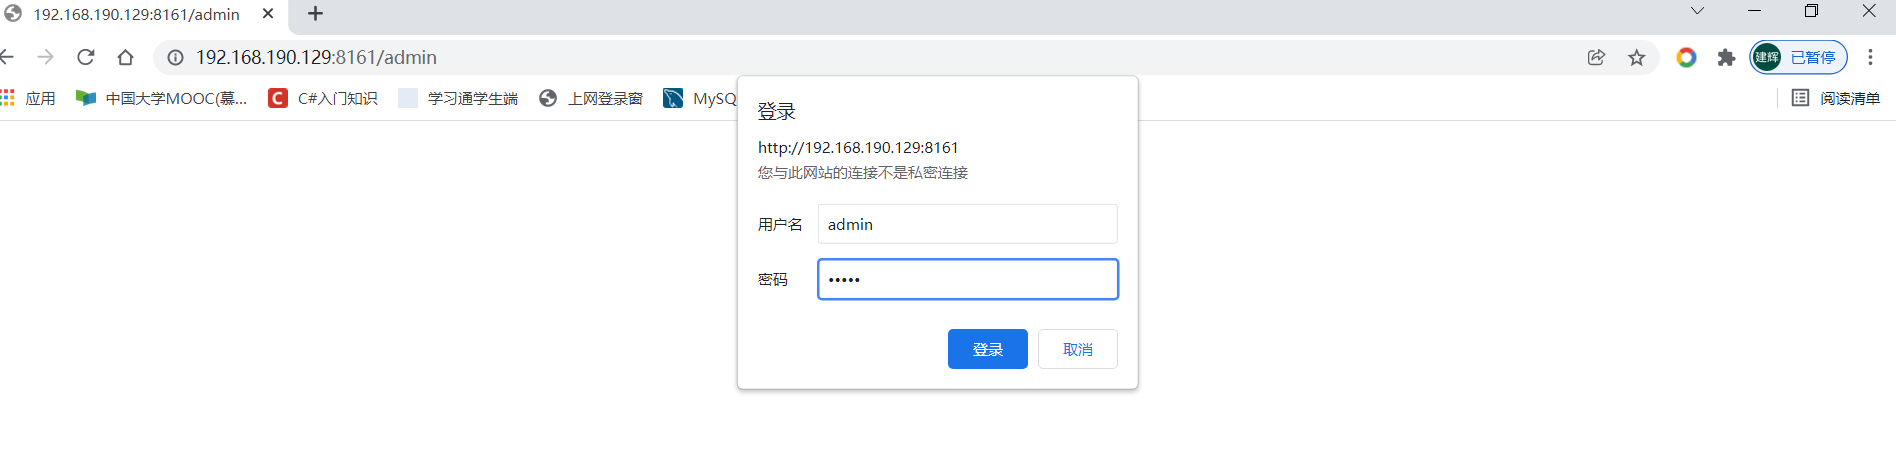 192.168.190.129:8161/admin
192.168.190.129:8161/admin
建辉 已暂停
应用 中国大学MOOC(慕... C#入门知识 学习通学生端 上网登录窗 MySQ 阅读清单
登录
http://192.168.190.129:8161
您与此网站的连接不是私密连接
用户名 admin
密码 •••••
登录 取消